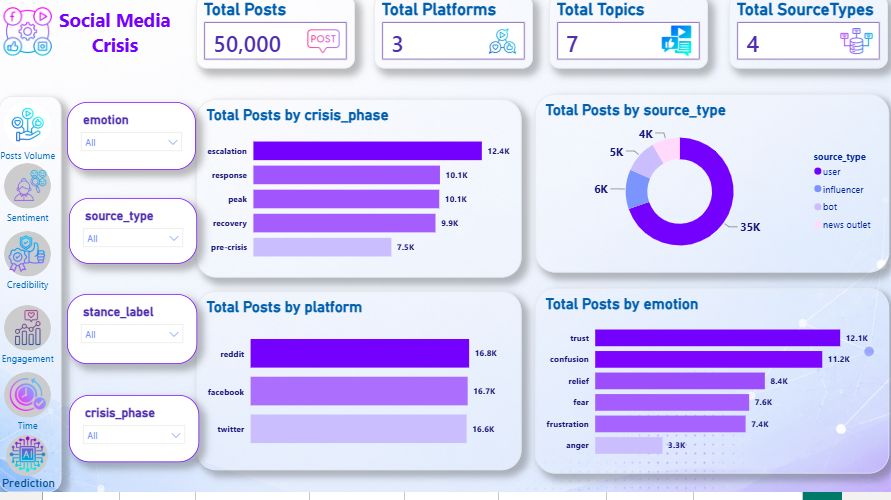 Social Media
Crisis
Total Posts
50,000
POST
Total Platforms
3
Total Topics
7
Total SourceTypes
4
Posts Volume
Sentiment
Credibility
Engagement
Time
AI
Prediction
emotion
All
source_type
All
stance_label
All
crisis_phase
All
Total Posts by crisis_phase
escalation 12.4K
response 10.1K
peak 10.1K
recovery 9.9K
pre-crisis 7.5K
Total Posts by source_type
4K
5K
6K
35K
source_type
user
influencer
bot
news outlet
Total Posts by platform
reddit 16.8K
facebook 16.7K
twitter 16.6K
Total Posts by emotion
trust 12.1K
confusion 11.2K
relief 8.4K
fear 7.6K
frustration 7.4K
anger 3.3K